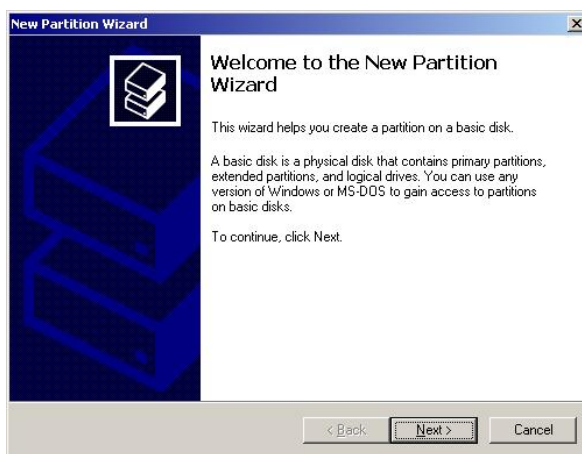 New Partition Wizard
Welcome to the New Partition
Wizard
This wizard helps you create a partition on a basic disk.
A basic disk is a physical disk that contains primary partitions,
extended partitions, and logical drives. You can use any
version of Windows or MS-DOS to gain access to partitions
on basic disks.
To continue, click Next.
< Back
Next >
Cancel